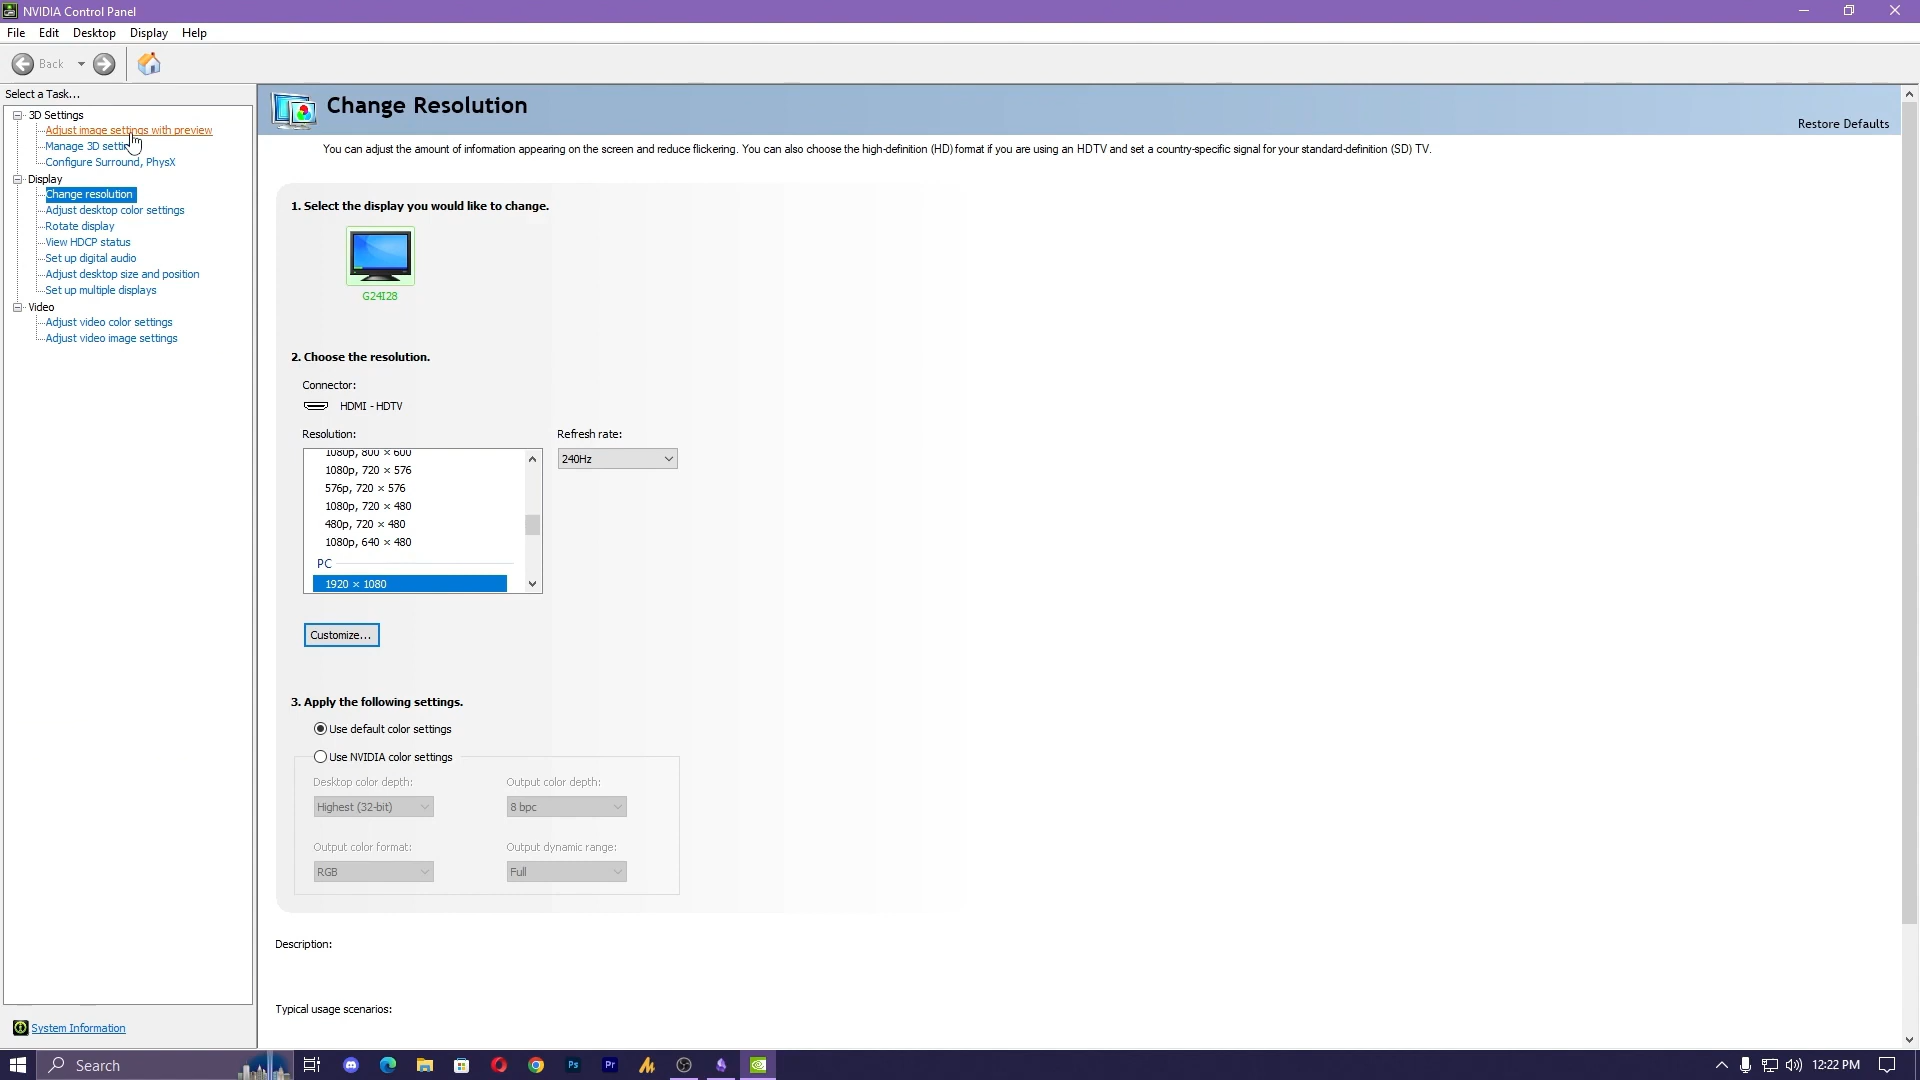 NVIDIA Control Panel
File Edit Desktop Display Help
Back
Select a Task...
3D Settings
Adjust image settings with preview
Manage 3D settin
Configure Surround, PhysX
Display
Change resolution
Adjust desktop color settings
Rotate display
View HDCP status
Set up digital audio
Adjust desktop size and position
Set up multiple displays
Video
Adjust video color settings
Adjust video image settings
System Information
Change Resolution
Restore Defaults
You can adjust the amount of information appearing on the screen and reduce flickering. You can also choose the high-definition (HD) format if you are using an HDTV and set a country-specific signal for your standard-definition (SD) TV.
1. Select the display you would like to change.
G24I28
2. Choose the resolution.
Connector:
HDMI - HDTV
Resolution:
Refresh rate:
1080p, 800 × 600
240Hz
1080p, 720 × 576
576p, 720 × 576
1080p, 720 × 480
480p, 720 × 480
1080p, 640 × 480
PC
1920 × 1080
Customize...
3. Apply the following settings.
Use default color settings
Use NVIDIA color settings
Desktop color depth:
Output color depth:
Highest (32-bit)
8 bpc
Output color format:
Output dynamic range:
RGB
Full
Description:
Typical usage scenarios:
Search
Ps
Pr
12:22 PM